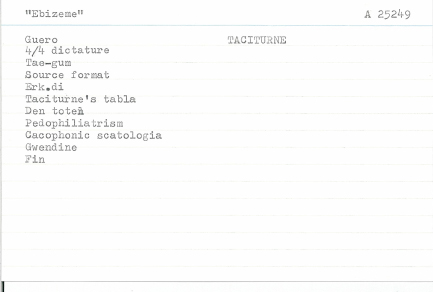 "Ebizeme" A 25249
Guero TACITURNE
4/4 dictature
Tae-gum
Source format
Erk.di
Taciturne's tabla
Den toten
Pedophiliatrism
Cacophonic scatologia
Gwendine
Fin